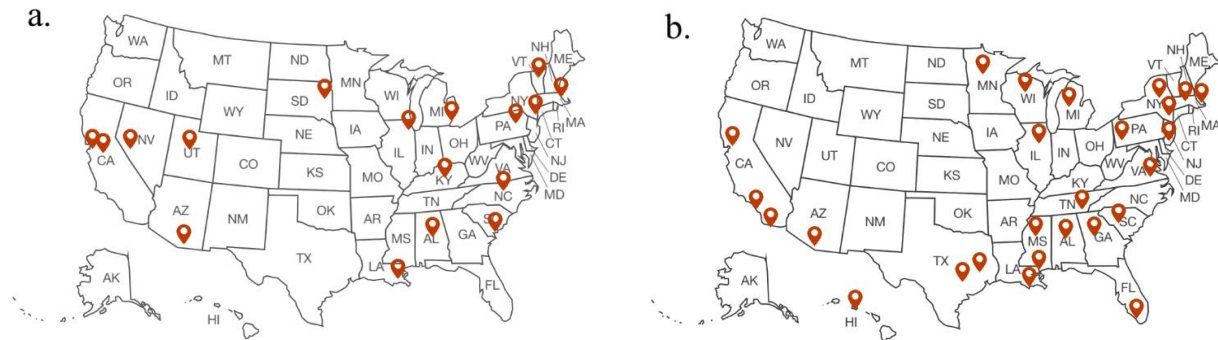 a.
WA
MT
ND
MN
OR
ID
SD
WI
MI
VT
NH
ME
NY
MA
RI
CT
NJ
DE
MD
WY
NE
IA
PA
NV
UT
CO
IL
IN
OH
WV
VA
CA
KS
MO
KY
NC
AZ
NM
OK
AR
TN
MS
AL
GA
TX
LA
FL
AK
HI
b.
WA
MT
ND
MN
OR
ID
SD
WI
MI
VT
NH
ME
NY
MA
RI
CT
NJ
DE
MD
WY
NE
IA
PA
NV
UT
CO
IL
IN
OH
WV
VA
CA
KS
MO
KY
NC
AZ
NM
OK
AR
TN
SC
MS
AL
GA
TX
LA
FL
AK
HI